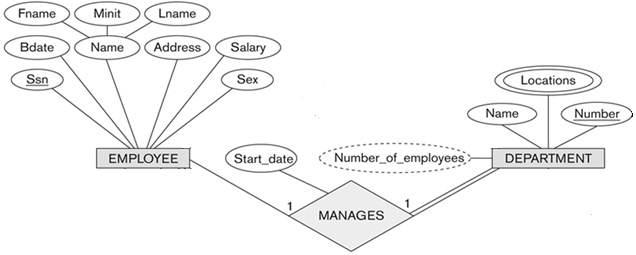 Fname
Minit
Lname
Bdate
Name
Address
Salary
Ssn
Sex
Locations
Name
Number
EMPLOYEE
Start_date
Number_of_employees
DEPARTMENT
1
MANAGES
1